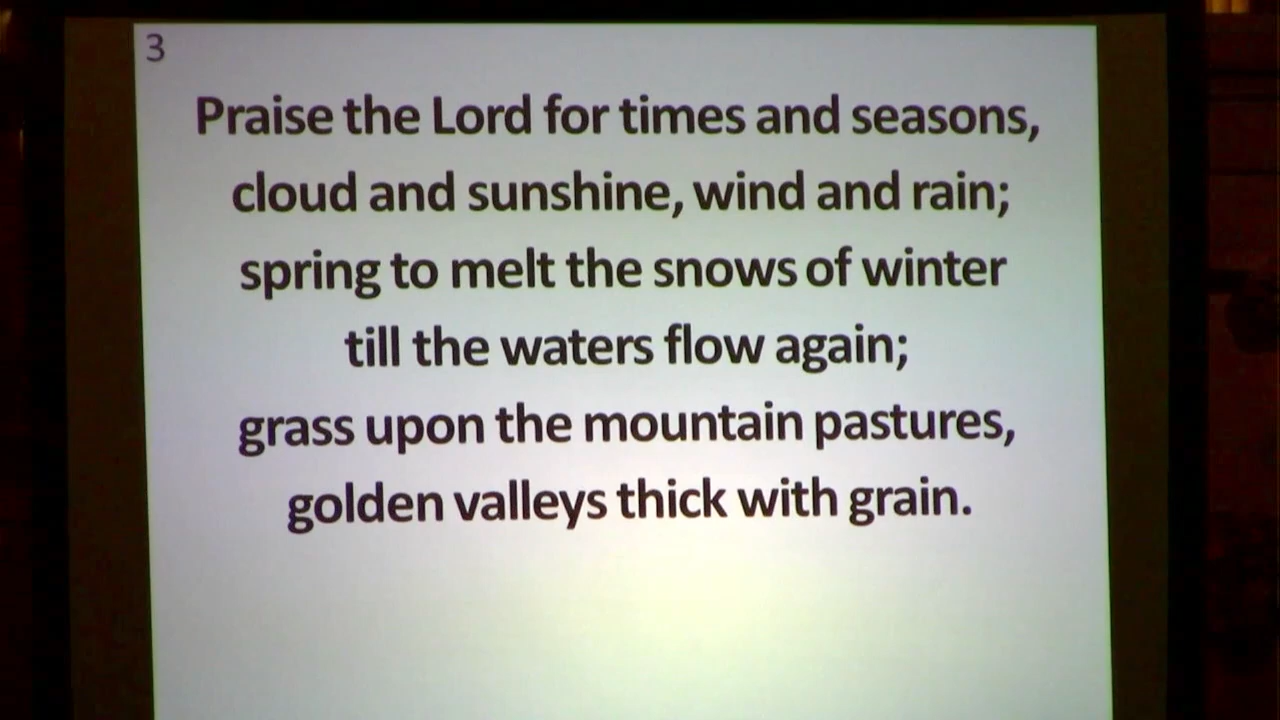 3
Praise the Lord for times and seasons,
cloud and sunshine, wind and rain;
spring to melt the snows of winter
till the waters flow again;
grass upon the mountain pastures,
golden valleys thick with grain.